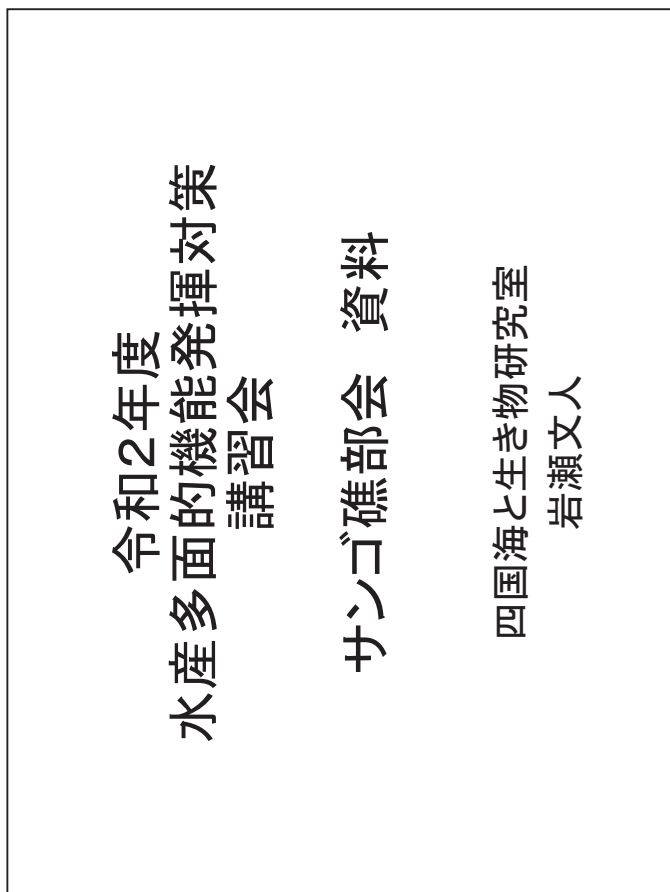 令和2年度
水産多面的機能発揮対策
講習会
サンゴ礁部会　資料
四国海と生き物研究室
岩瀬文人